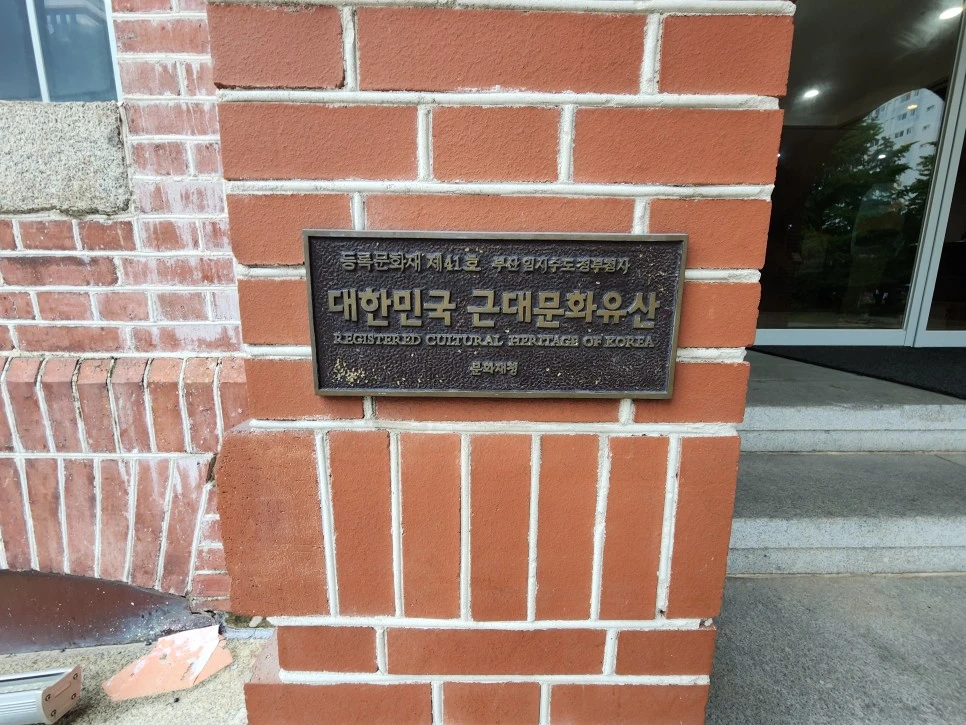 등록문화재 제41호 부산 임시수도 정부청사
대한민국 근대문화유산
REGISTERED CULTURAL HERITAGE OF KOREA
문화재청